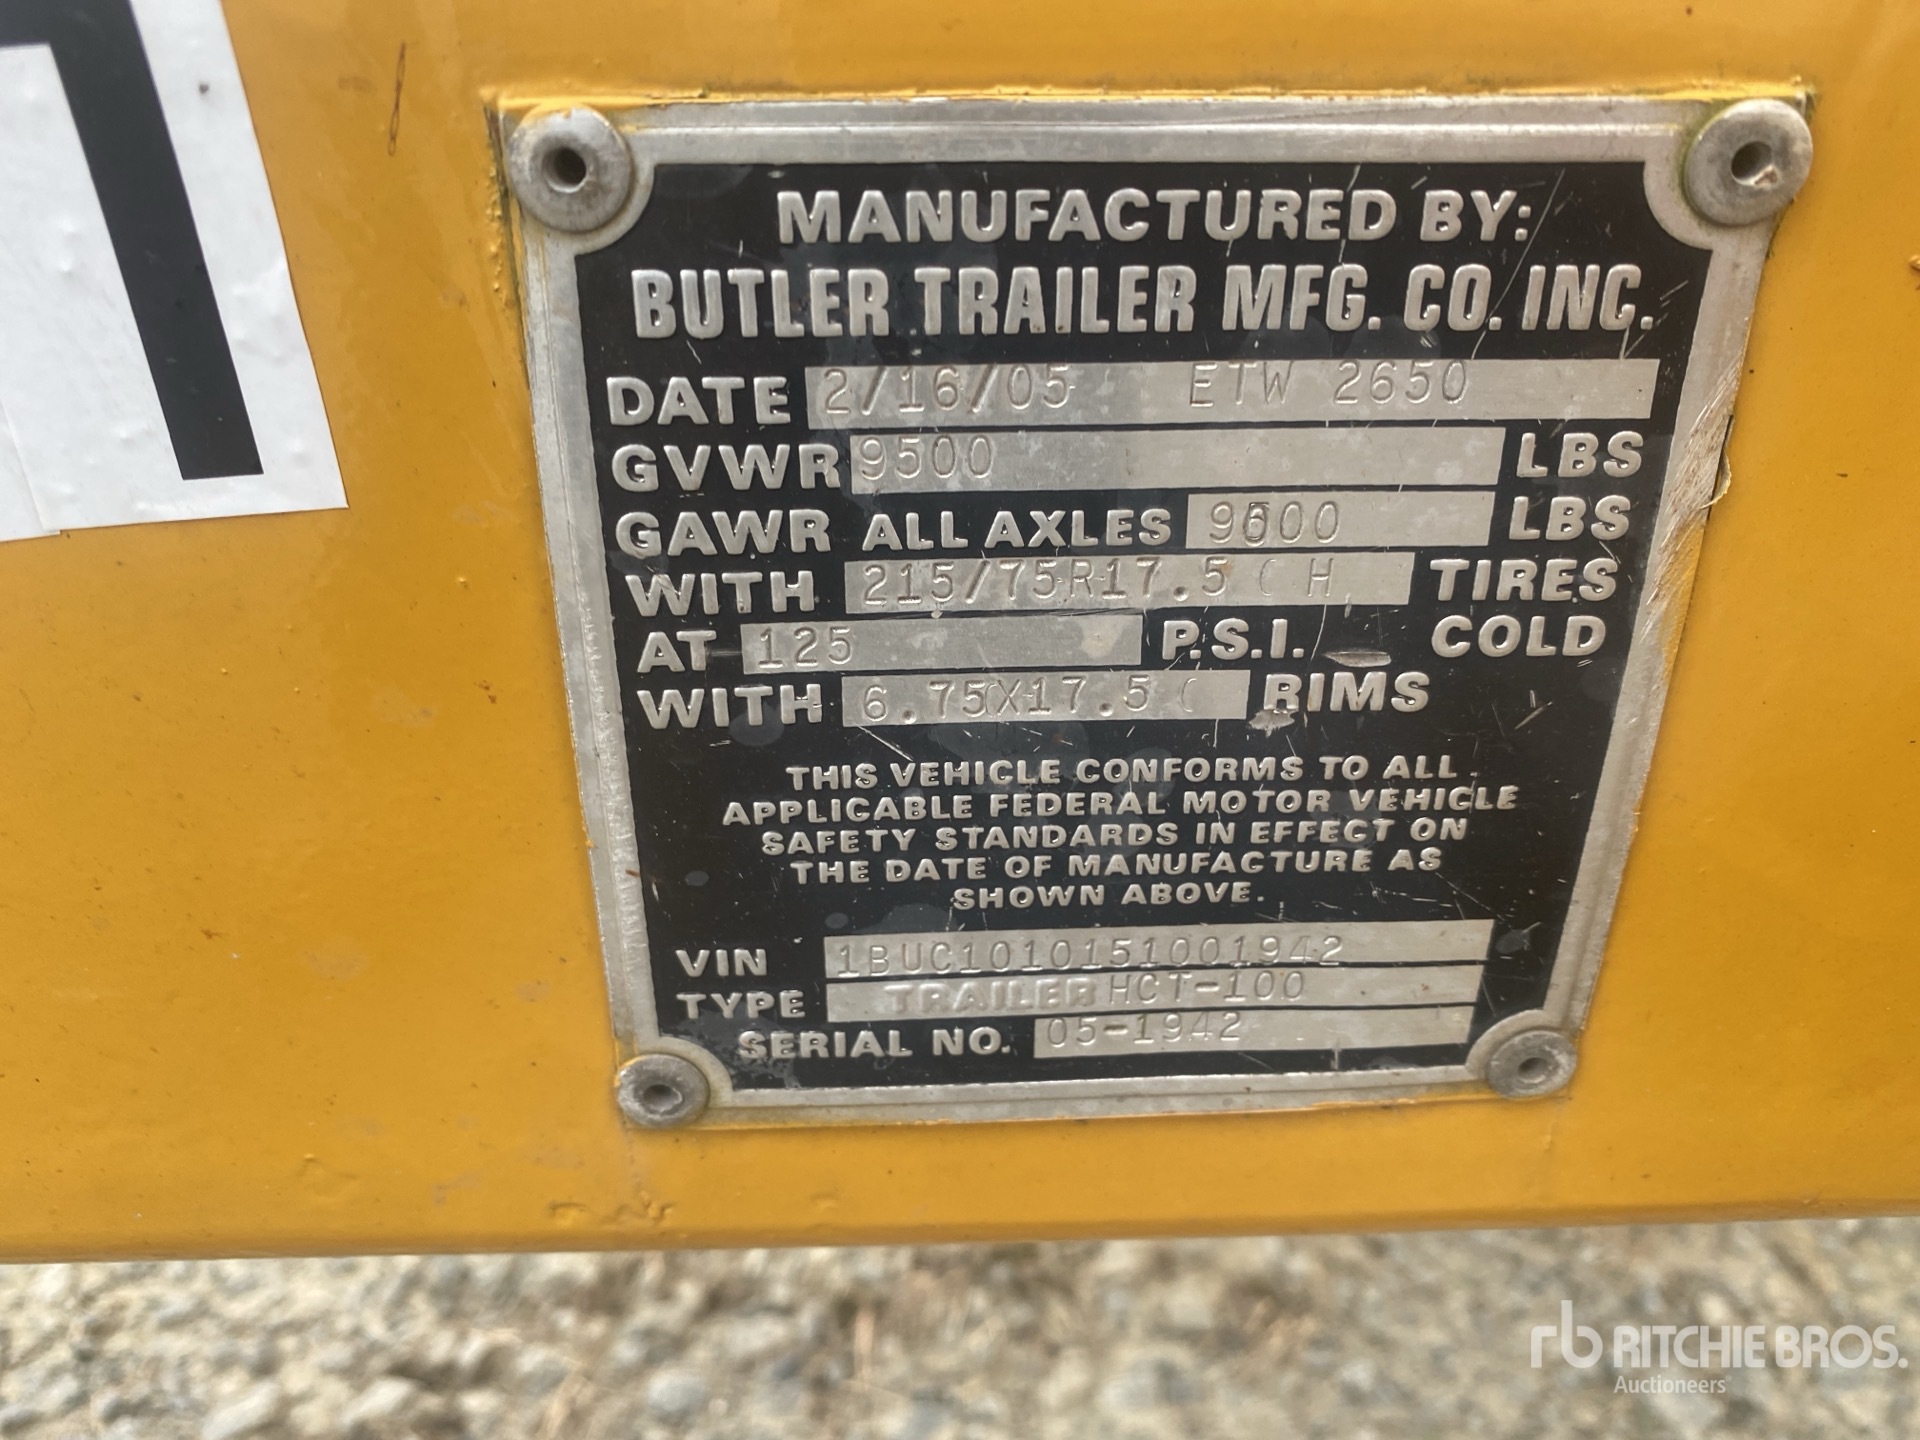 MANUFACTURED BY:
BUTLER TRAILER MFG. CO. INC.
DATE 2/16/05 ETW 2650
GVWR 9500 LBS
GAWR ALL AXLES LBS
WITH 215/75R17.5 ( H TIRES
AT 125 P.S.I. COLD
WITH 6.75X17.5 ( RIMS
THIS VEHICLE CONFORMS TO ALL
APPLICABLE FEDERAL MOTOR VEHICLE
SAFETY STANDARDS IN EFFECT ON
THE DATE OF MANUFACTURE AS
SHOWN ABOVE.
VIN 1BUC1010151001942
TYPE TRAILER HCT-100
SERIAL NO. 05-1942
rb RITCHIE BROS.
Auctioneers